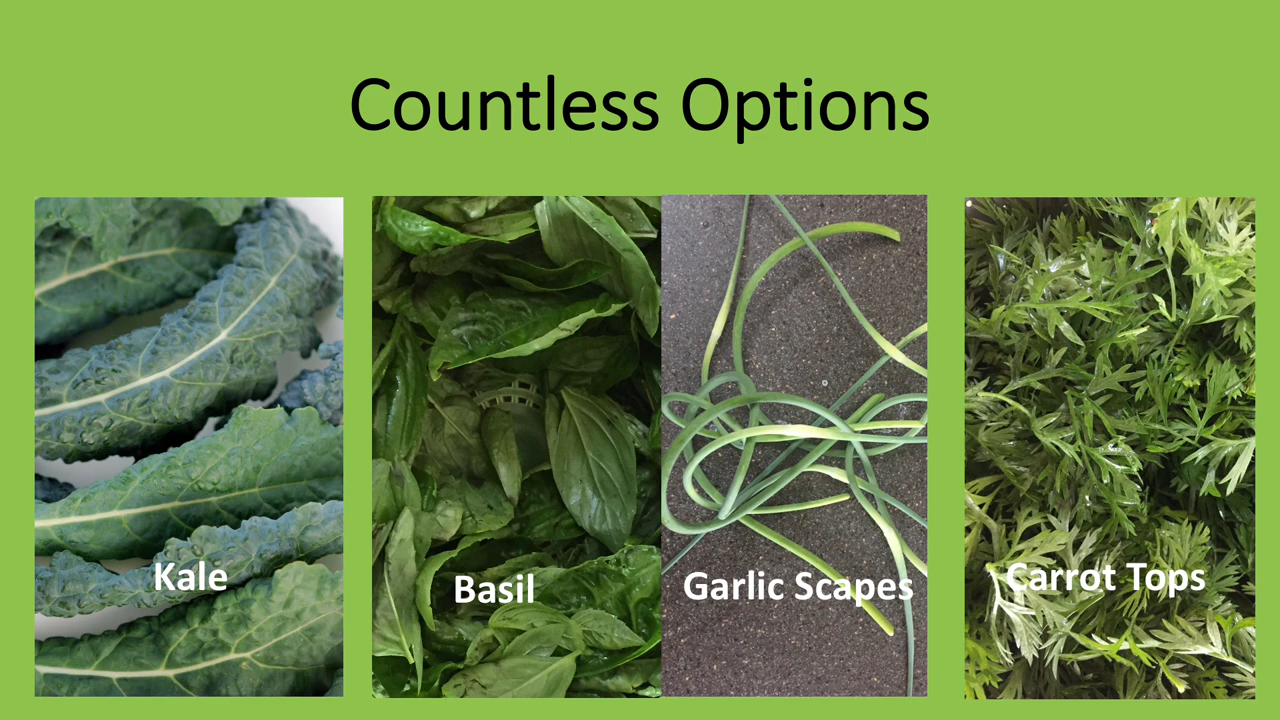 Countless Options
Kale
Basil
Garlic Scapes
Carrot Tops